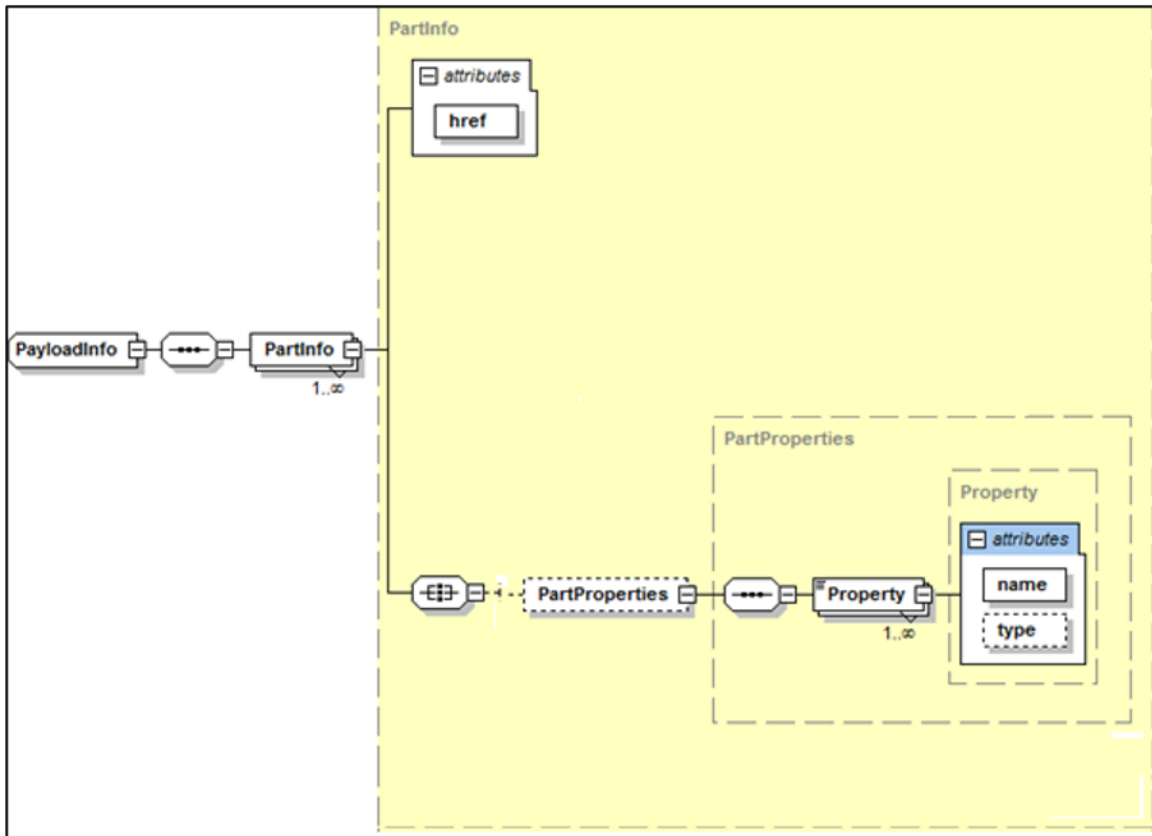 PartInfo
attributes
href
PayloadInfo
PartInfo
1..∞
PartProperties
Property
attributes
name
type
PartProperties
Property
1..∞